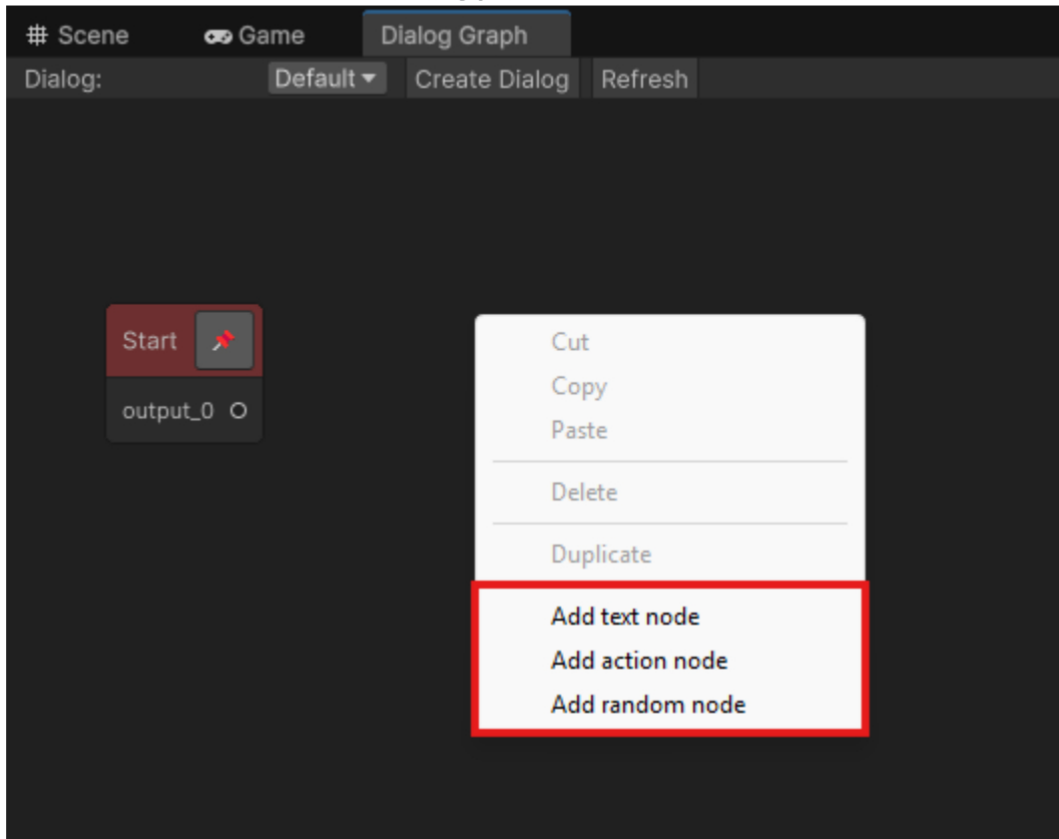 Scene Game Dialog Graph
Dialog: Default Create Dialog Refresh
Start
output_0
Cut
Copy
Paste
Delete
Duplicate
Add text node
Add action node
Add random node